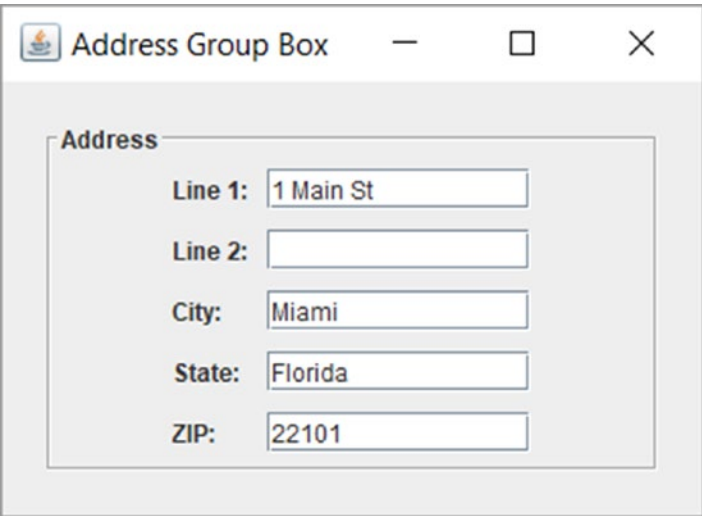 Address Group Box
Address
Line 1: 1 Main St
Line 2:
City: Miami
State: Florida
ZIP: 22101